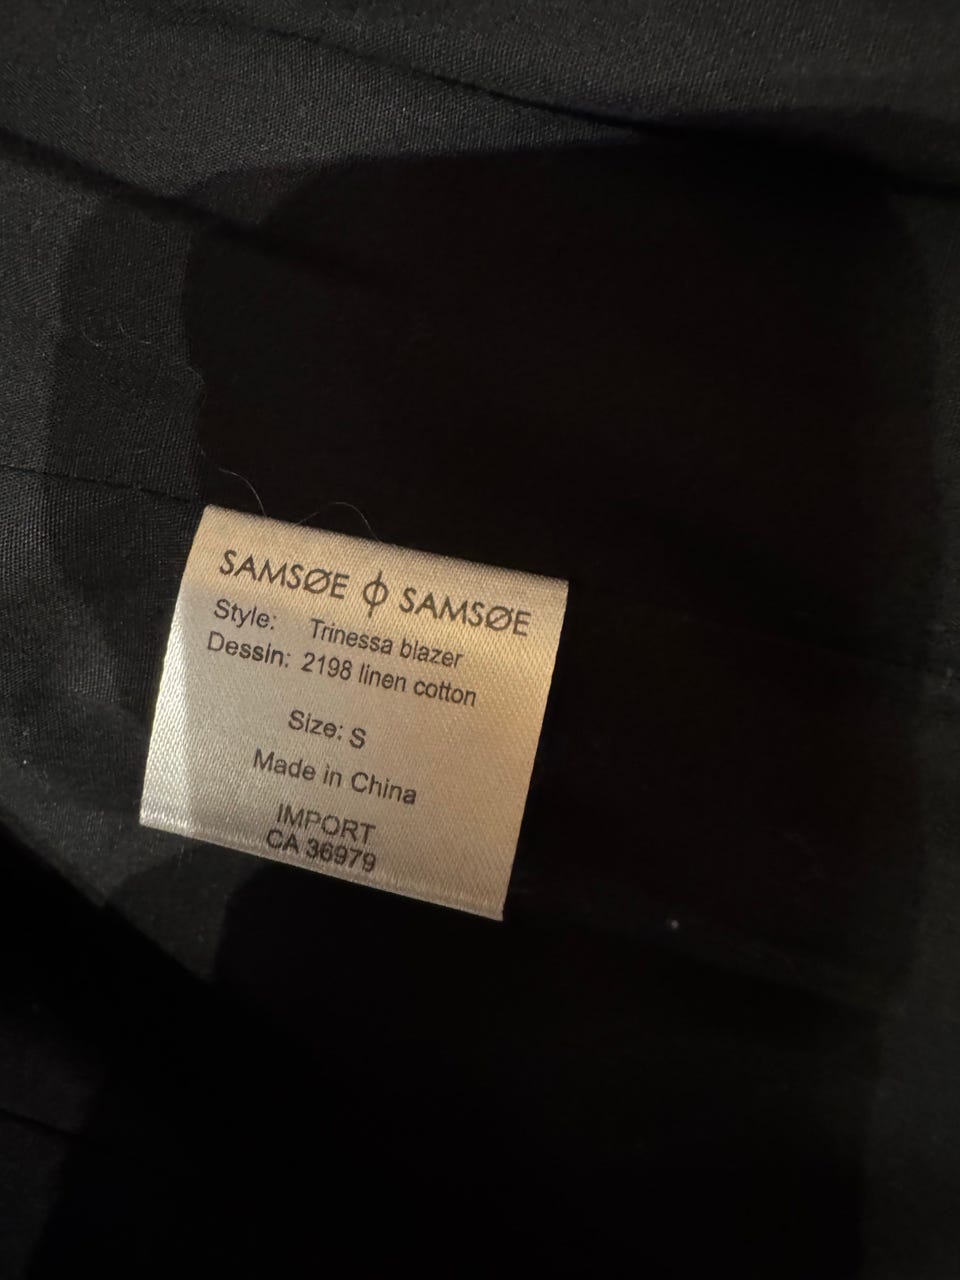 SAMSØE ϕ SAMSØE
Style: Trinessa blazer
Dessin: 2198 linen cotton
Size: S
Made in China
IMPORT
CA 36979